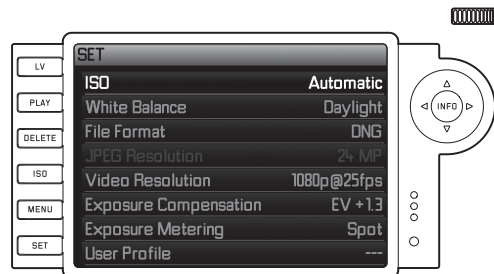 LV
PLAY
DELETE
ISO
MENU
SET
SET
ISO Automatic
White Balance Daylight
File Format DNG
JPEG Resolution 24 MP
Video Resolution 1080p@25fps
Exposure Compensation EV +1.3
Exposure Metering Spot
User Profile ---
INFO